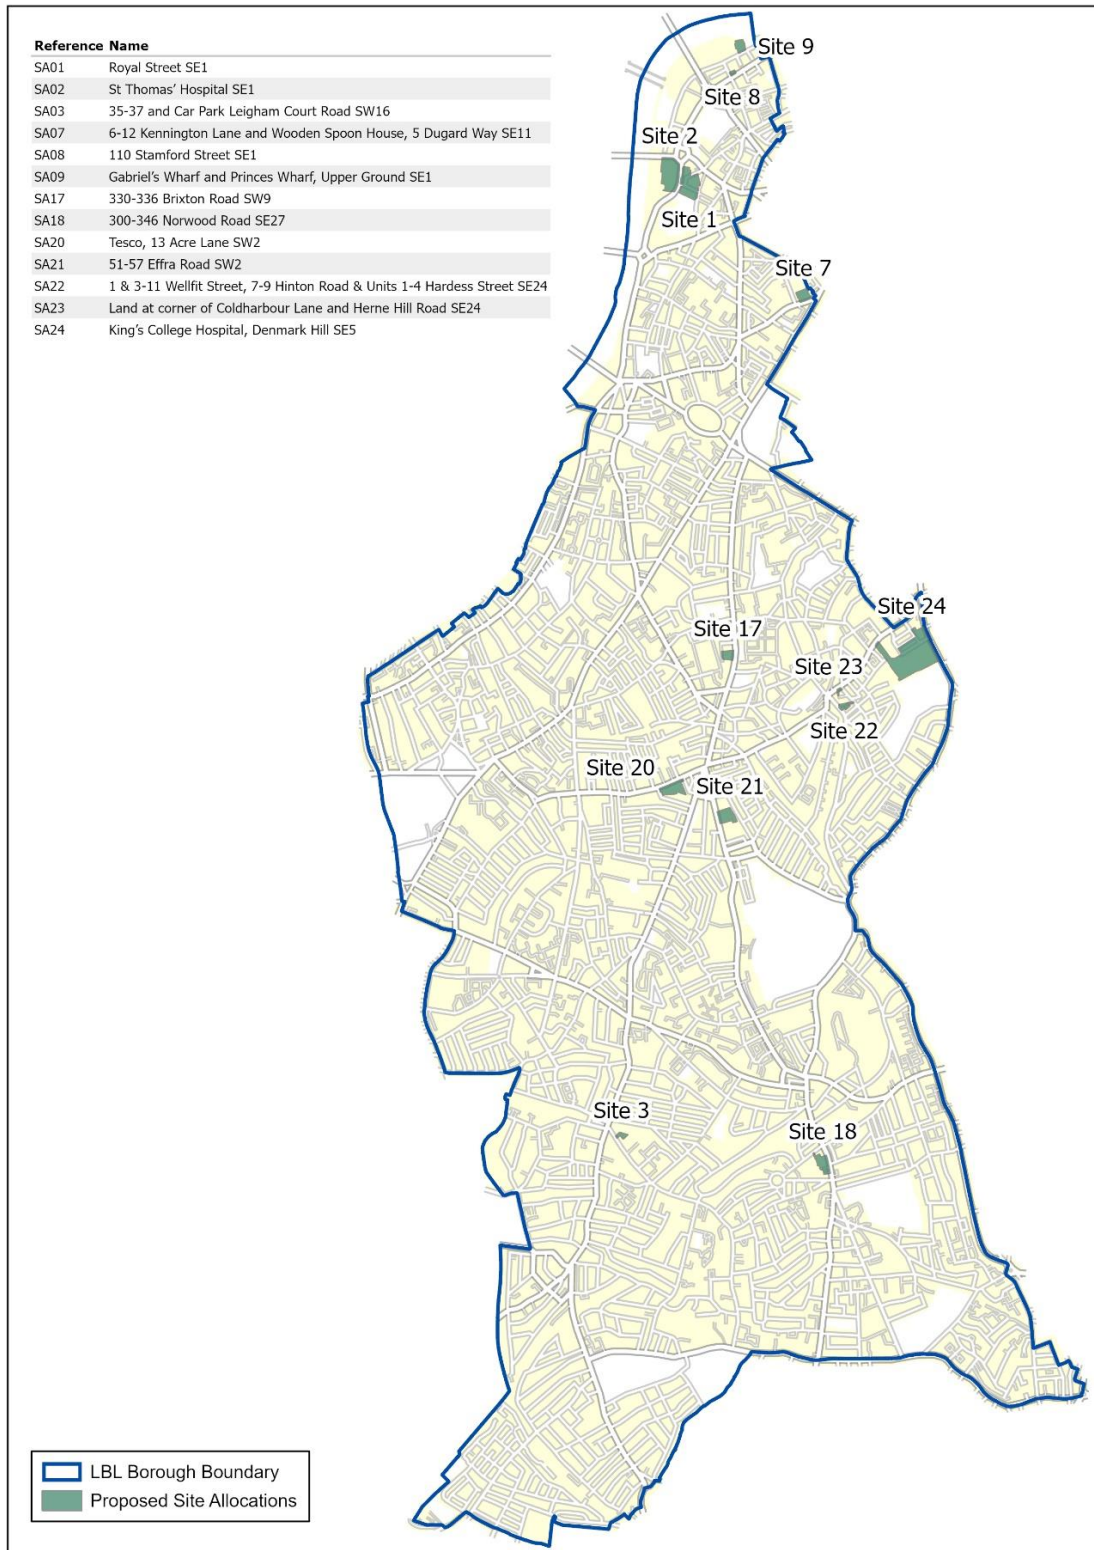 Reference Name
SA01 Royal Street SE1
SA02 St Thomas’ Hospital SE1
SA03 35-37 and Car Park Leigham Court Road SW16
SA07 6-12 Kennington Lane and Wooden Spoon House, 5 Dugard Way SE11
SA08 110 Stamford Street SE1
SA09 Gabriel’s Wharf and Princes Wharf, Upper Ground SE1
SA17 330-336 Brixton Road SW9
SA18 300-346 Norwood Road SE27
SA20 Tesco, 13 Acre Lane SW2
SA21 51-57 Effra Road SW2
SA22 1 & 3-11 Wellfit Street, 7-9 Hinton Road & Units 1-4 Hardess Street SE24
SA23 Land at corner of Coldharbour Lane and Herne Hill Road SE24
SA24 King’s College Hospital, Denmark Hill SE5
Site 9
Site 8
Site 2
Site 1
Site 7
Site 24
Site 17
Site 23
Site 22
Site 20
Site 21
Site 3
Site 18
LBL Borough Boundary
Proposed Site Allocations